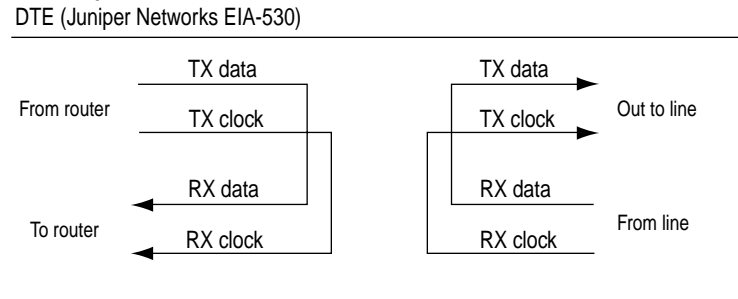 DTE (Juniper Networks EIA-530)
TX data
TX data
From router
TX clock
TX clock
Out to line
RX data
RX data
To router
From line
RX clock
RX clock